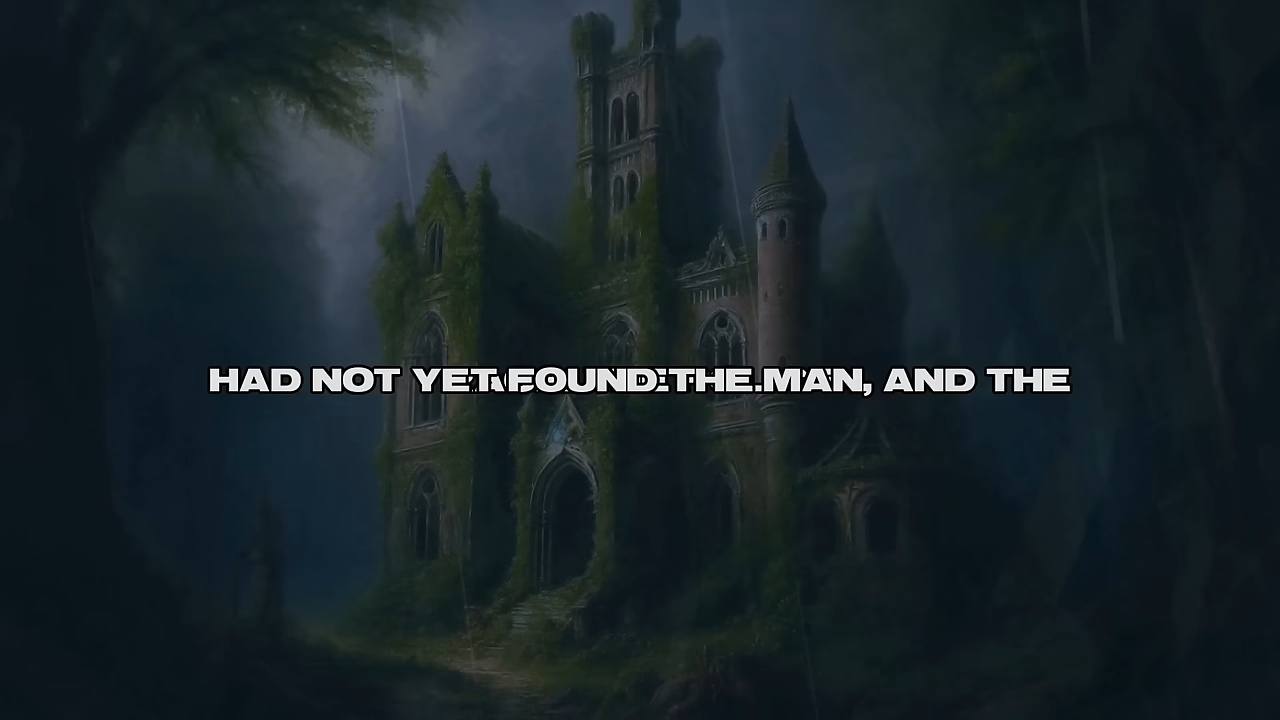 HAD NOT YET FOUND THE MAN, AND THE